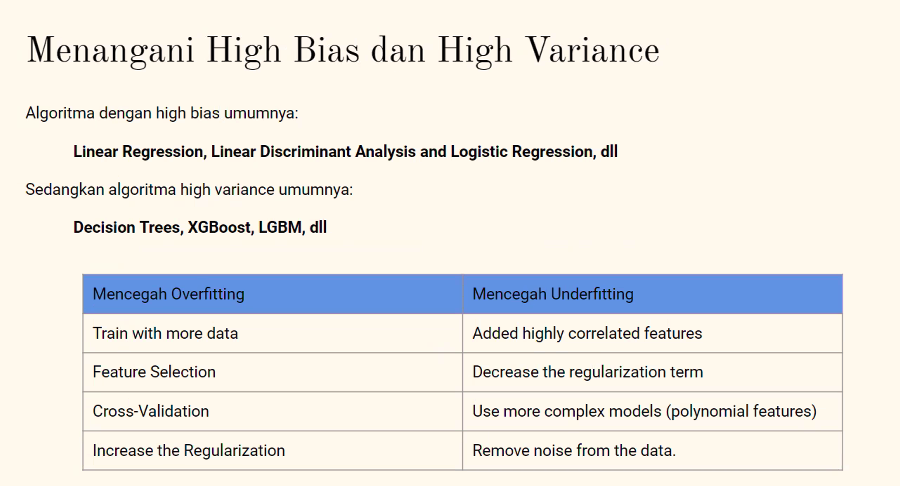 Menangani High Bias dan High Variance
Algoritma dengan high bias umumnya:
Linear Regression, Linear Discriminant Analysis and Logistic Regression, dll
Sedangkan algoritma high variance umumnya:
Decision Trees, XGBoost, LGBM, dll
Mencegah Overfitting Mencegah Underfitting
Train with more data Added highly correlated features
Feature Selection Decrease the regularization term
Cross-Validation Use more complex models (polynomial features)
Increase the Regularization Remove noise from the data.